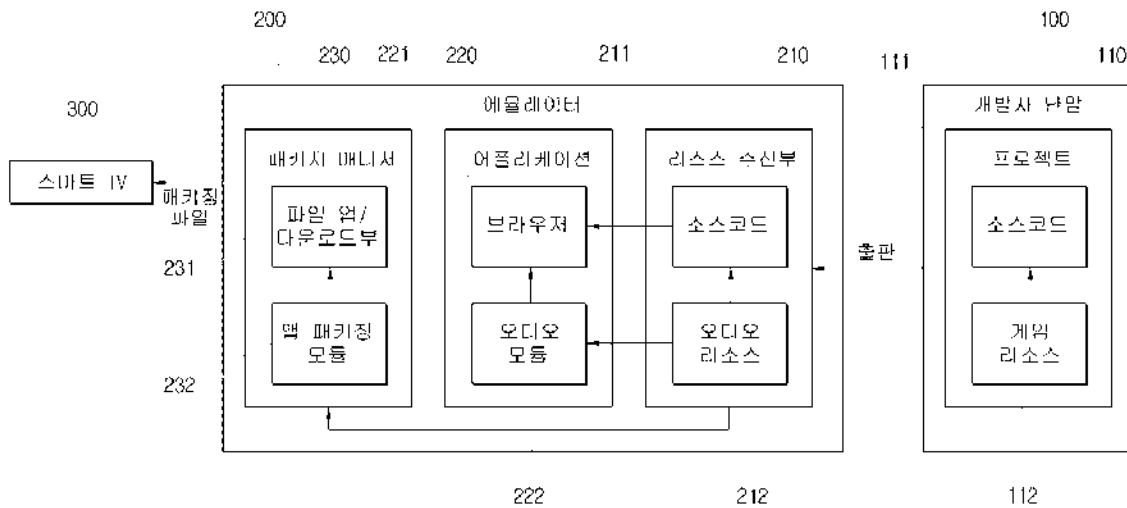 200
100
230 221 220 211 210 111 110
300
에뮬레이터
개발사 단말
패키지 매니저
어플리케이션
리스스 수신부
프로젝트
스마트 TV
패키징
파일
파일 업/
다운로드부
브라우저
소스코드
소스코드
출판
231
앱 패키징
모듈
오디오
모듈
오디오
리소스
게임
리소스
232
222
212
112